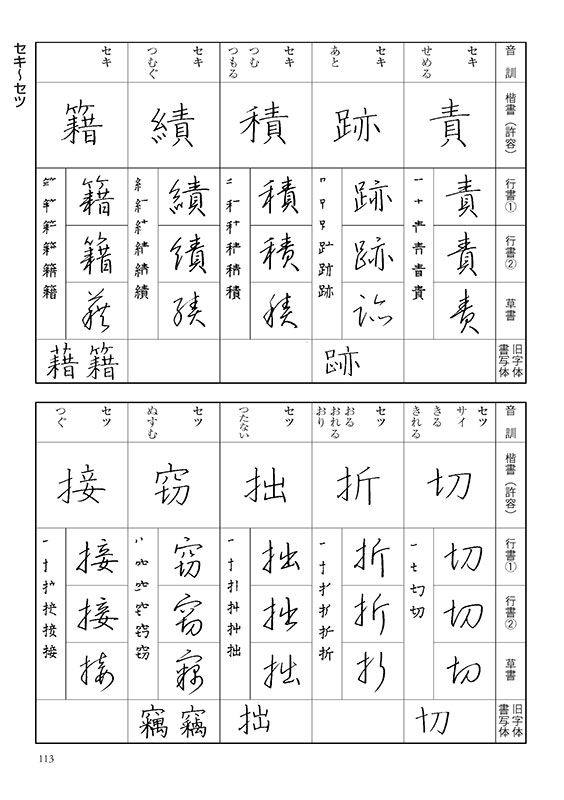 セキ〜セツ
音訓
楷書(許容)
行書①
行書②
草書
旧字体
書写体
セキ
せめる
責
責
責
責
セキ
あと
跡
跡
跡
跡
跡
セキ
つむ
つもる
積
積
積
積
セキ
つむぐ
績
績
績
績
セキ
籍
籍
籍
籍
籍
音訓
楷書(許容)
行書①
行書②
草書
旧字体
書写体
セツ
サイ
きる
きれる
切
切
切
切
切
セツ
おる
おれる
おり
折
折
折
折
セツ
つたない
拙
拙
拙
拙
拙
セツ
ぬすむ
窃
窃
窃
竊
竊
セツ
つぐ
接
接
接
接
113